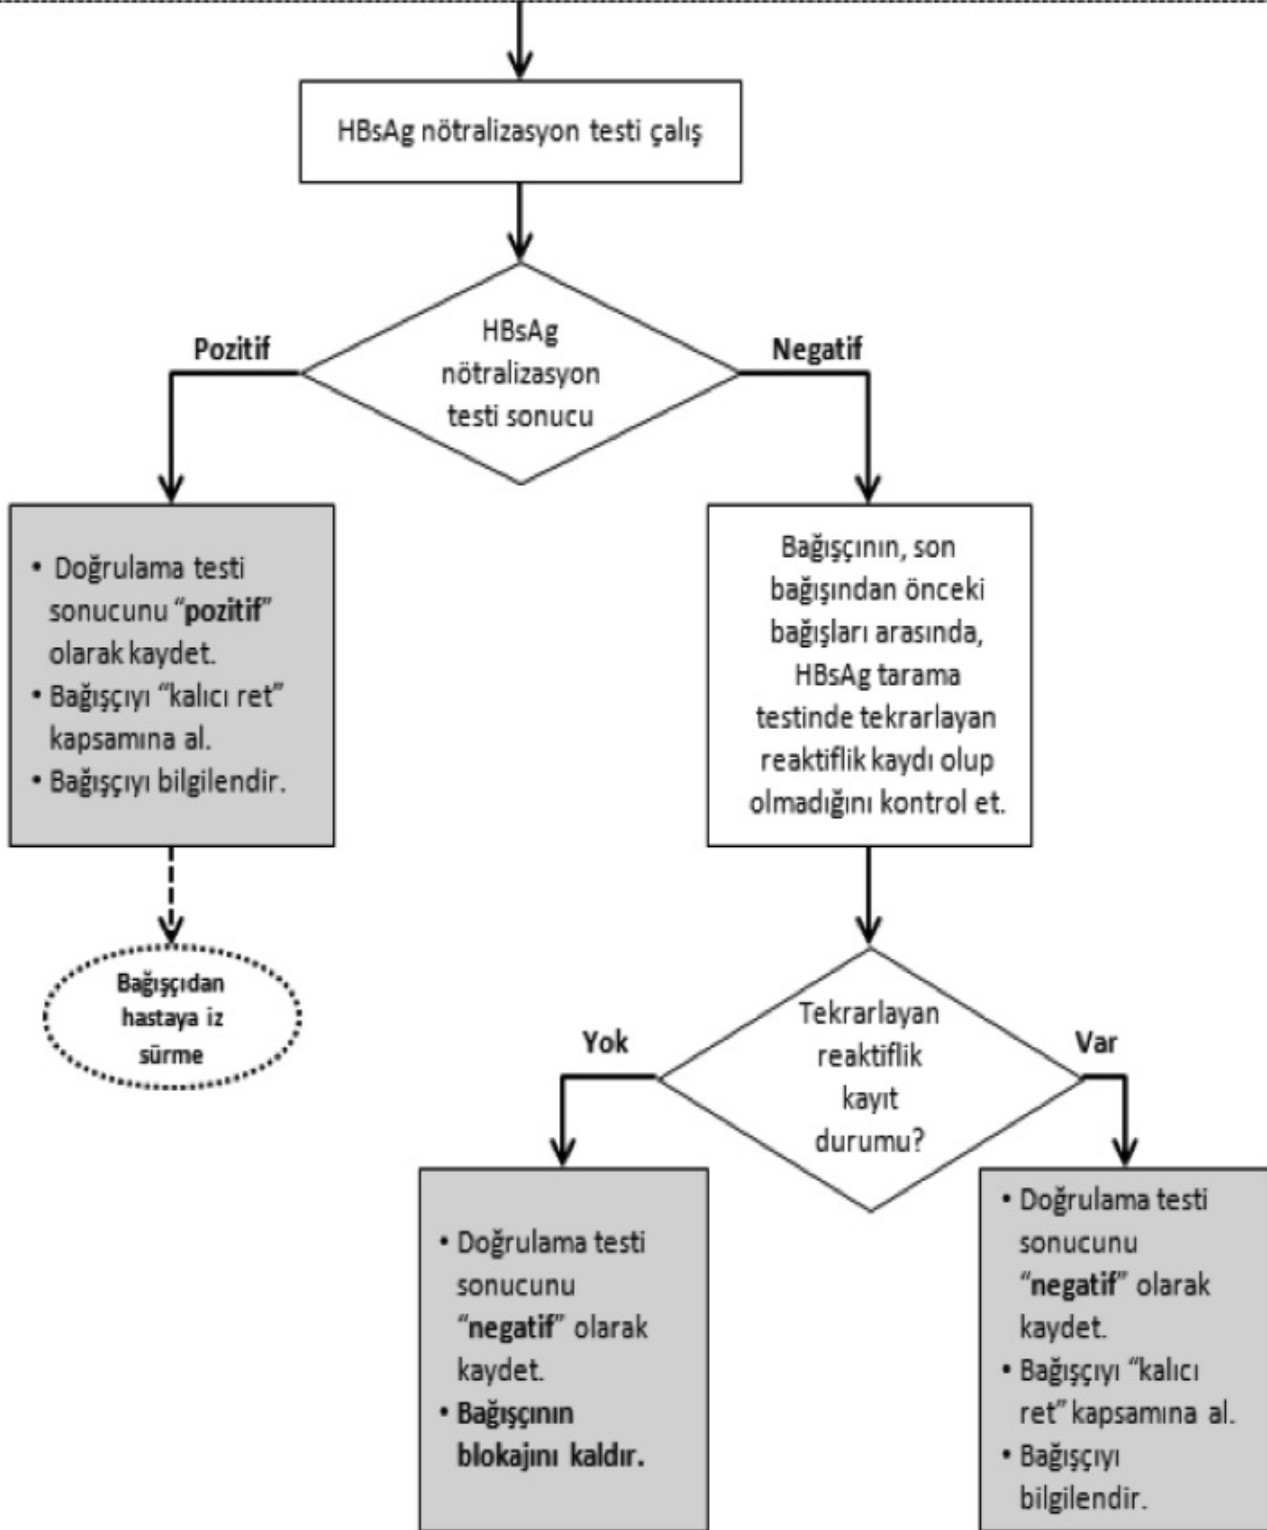 HBsAg nötralizasyon testi çalış
HBsAg
nötralizasyon
testi sonucu
Pozitif
Negatif
• Doğrulama testi
sonucunu “pozitif”
olarak kaydet.
• Bağışçıyı “kalıcı ret”
kapsamına al.
• Bağışçıyı bilgilendir.
Bağışçının, son
bağışından önceki
bağışları arasında,
HBsAg tarama
testinde tekrarlayan
reaktiflik kaydı olup
olmadığını kontrol et.
Bağışçıdan
hastaya iz
sürme
Tekrarlayan
reaktiflik
kayıt
durumu?
Yok
Var
• Doğrulama testi
sonucunu
“negatif” olarak
kaydet.
• Bağışçının
blokajını kaldır.
• Doğrulama testi
sonucunu
“negatif” olarak
kaydet.
• Bağışçıyı “kalıcı
ret” kapsamına al.
• Bağışçıyı
bilgilendir.